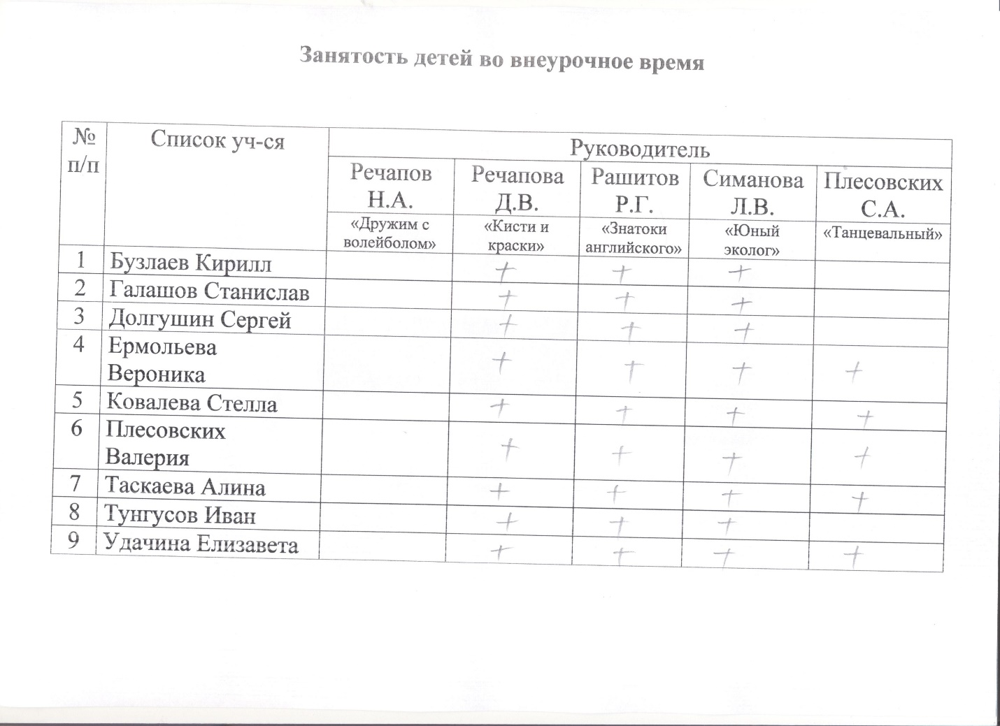 Занятость детей во внеурочное время
№ п/п Список уч-ся Руководитель
Речапов Н.А. Речапова Д.В. Рашитов Р.Г. Симанова Л.В. Плесовских С.А.
«Дружим с волейболом» «Кисти и краски» «Знатоки английского» «Юный эколог» «Танцевальный»
1 Бузлаев Кирилл + + +
2 Галашов Станислав + + +
3 Долгушин Сергей + + +
4 Ермольева Вероника + + + +
5 Ковалева Стелла + + + +
6 Плесовских Валерия + + + +
7 Таскаева Алина + + + +
8 Тунгусов Иван + + +
9 Удачина Елизавета + + + +